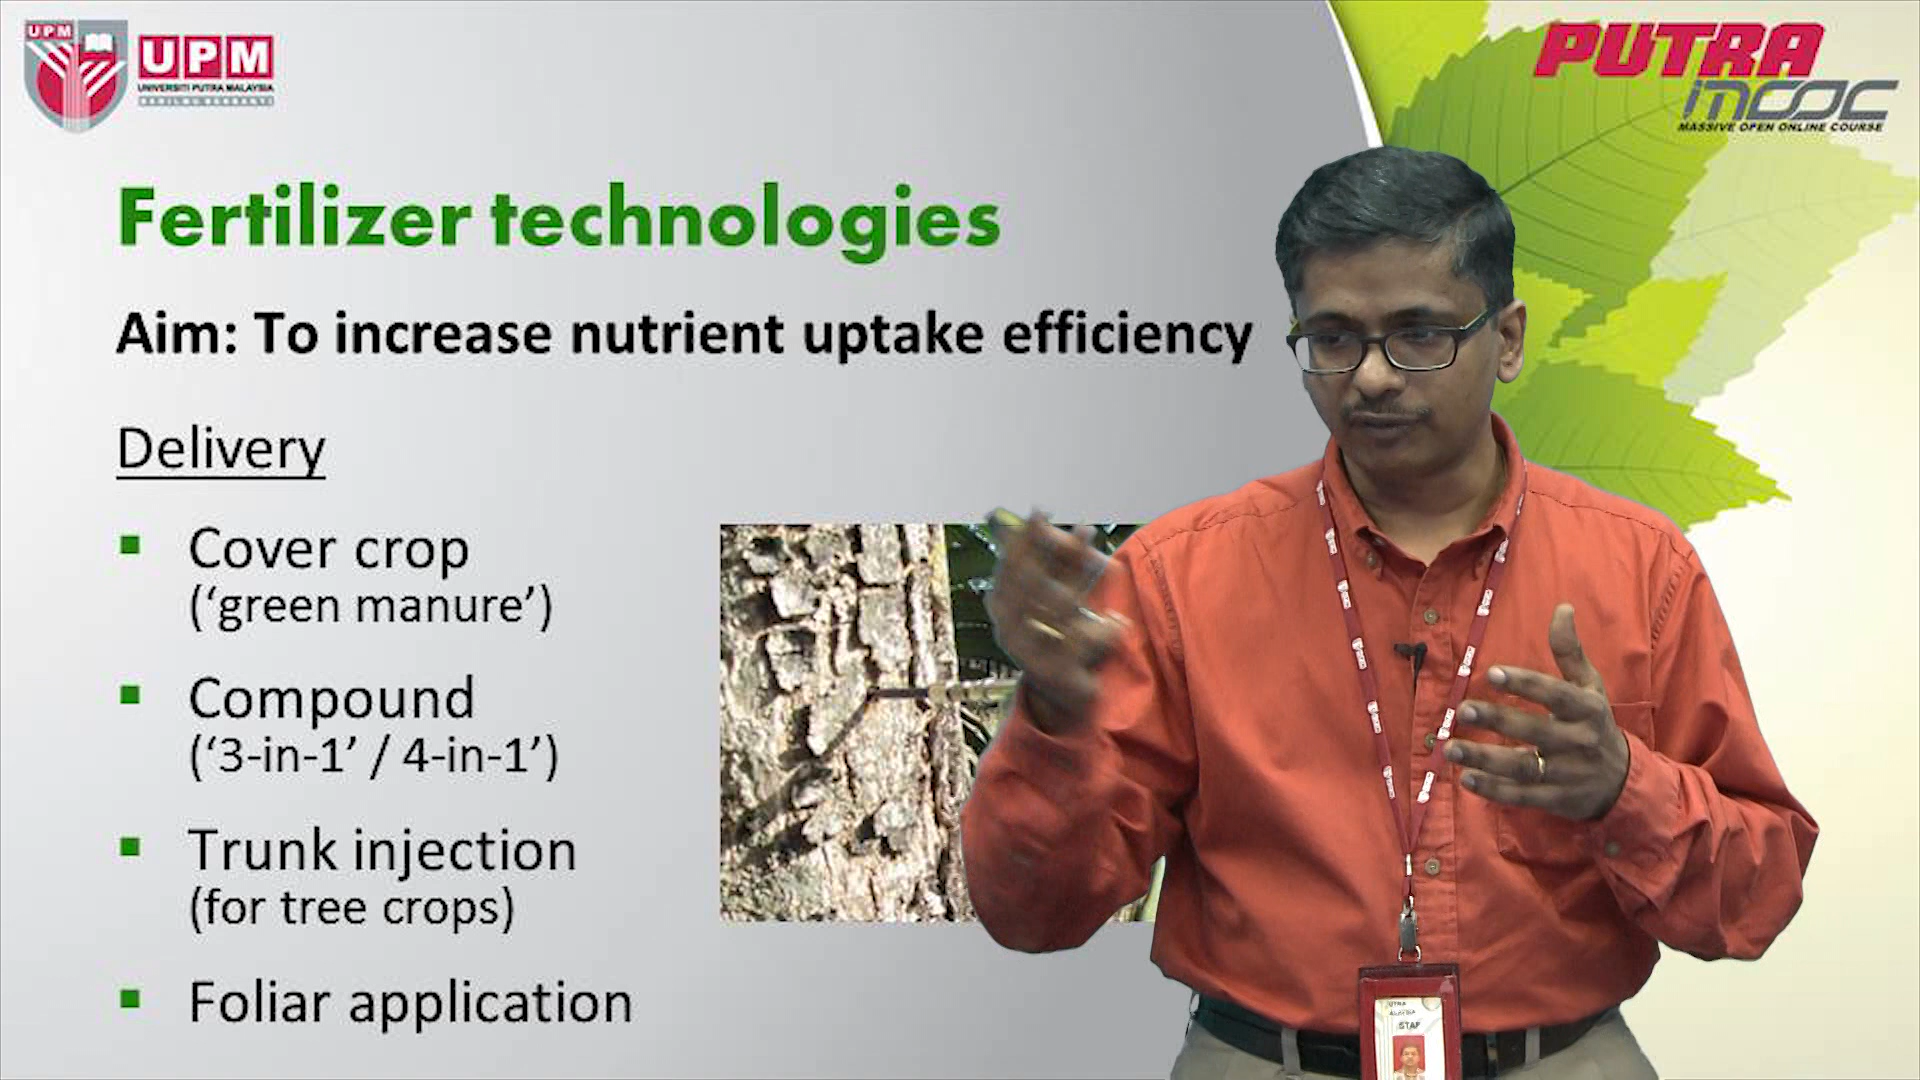 UPM
UPM
UNIVERSITI PUTRA MALAYSIA
BERILMU BERBAKTI
PUTRA
mooc
MASSIVE OPEN ONLINE COURSE
Fertilizer technologies
Aim: To increase nutrient uptake efficiency
Delivery
Cover crop
(‘green manure’)
Compound
(‘3-in-1’ / 4-in-1’)
Trunk injection
(for tree crops)
Foliar application
STAF